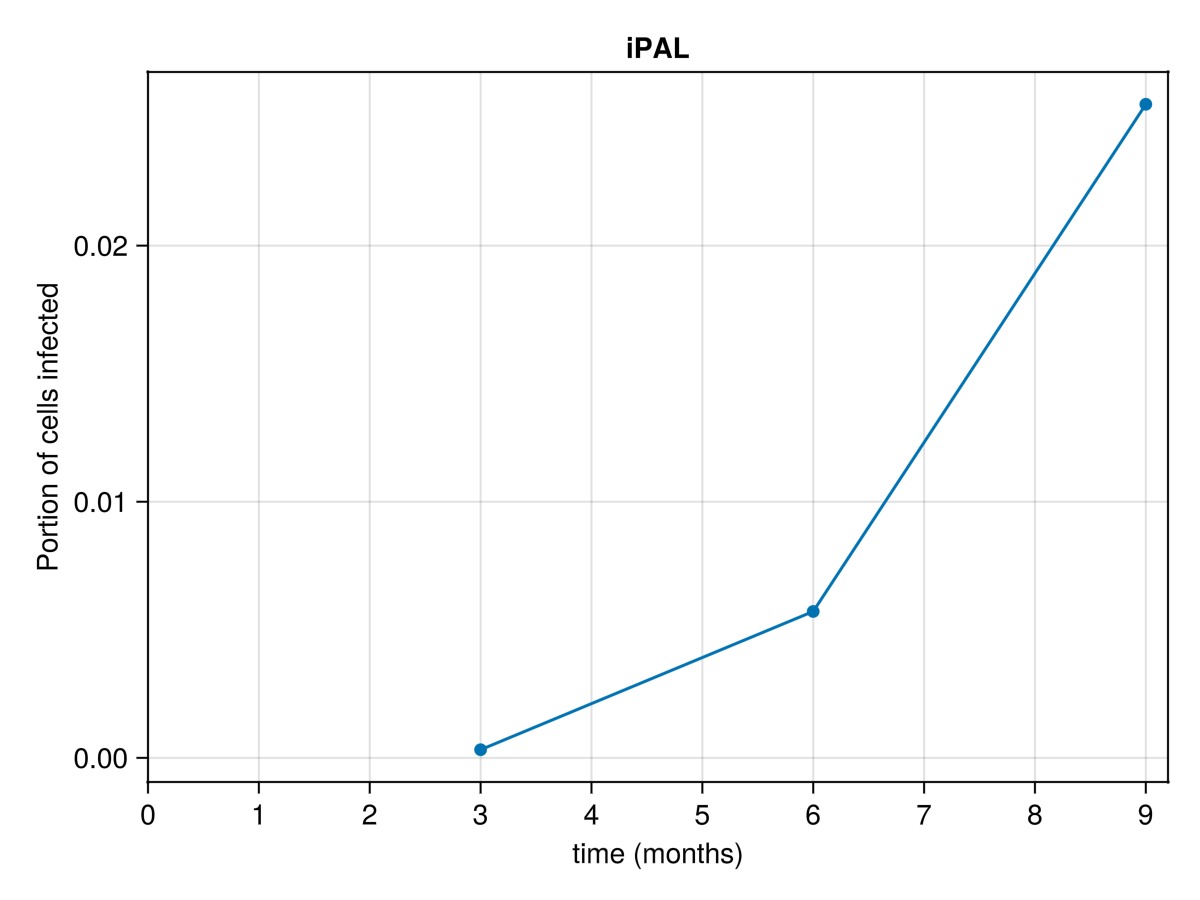 iPAL
Portion of cells infected
0.02
0.01
0.00
0 1 2 3 4 5 6 7 8 9
time (months)